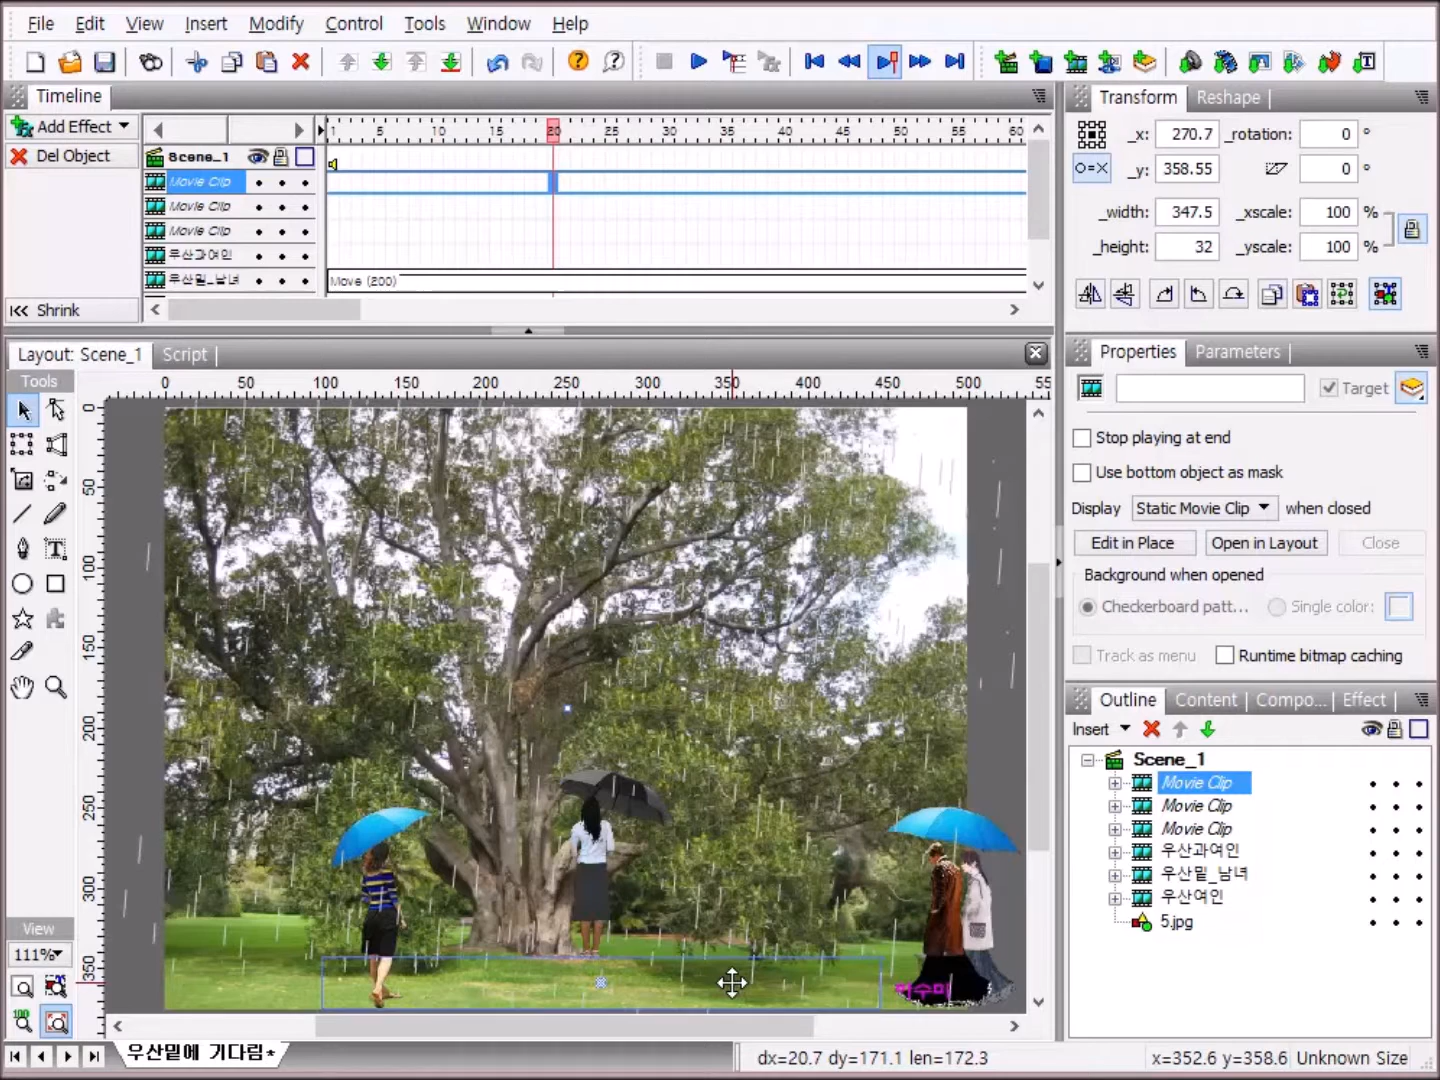 File Edit View Insert Modify Control Tools Window Help
Timeline
Add Effect
Del Object
Shrink
1 5 10 15 20 25 30 35 40 45 50 55 60
Scene_1
Movie Clip
Movie Clip
Movie Clip
우산과여인
우산밑_남녀
Move (200)
Layout: Scene_1 Script
Tools
0 50 100 150 200 250 300 350 400 450 500 55
0
50
100
150
200
250
300
350
View
111%
100
우산밑에 기다림*
dx=20.7 dy=171.1 len=172.3
x=352.6 y=358.6 Unknown Size
Transform Reshape
_x: 270.7 _rotation: 0 °
_y: 358.55 0 °
_width: 347.5 _xscale: 100 %
_height: 32 _yscale: 100 %
Properties Parameters
Target
Stop playing at end
Use bottom object as mask
Display Static Movie Clip when closed
Edit in Place Open in Layout Close
Background when opened
Checkerboard patt... Single color:
Track as menu Runtime bitmap caching
Outline Content Compo... Effect
Insert
Scene_1
Movie Clip
Movie Clip
Movie Clip
우산과여인
우산밑_남녀
우산여인
5.jpg